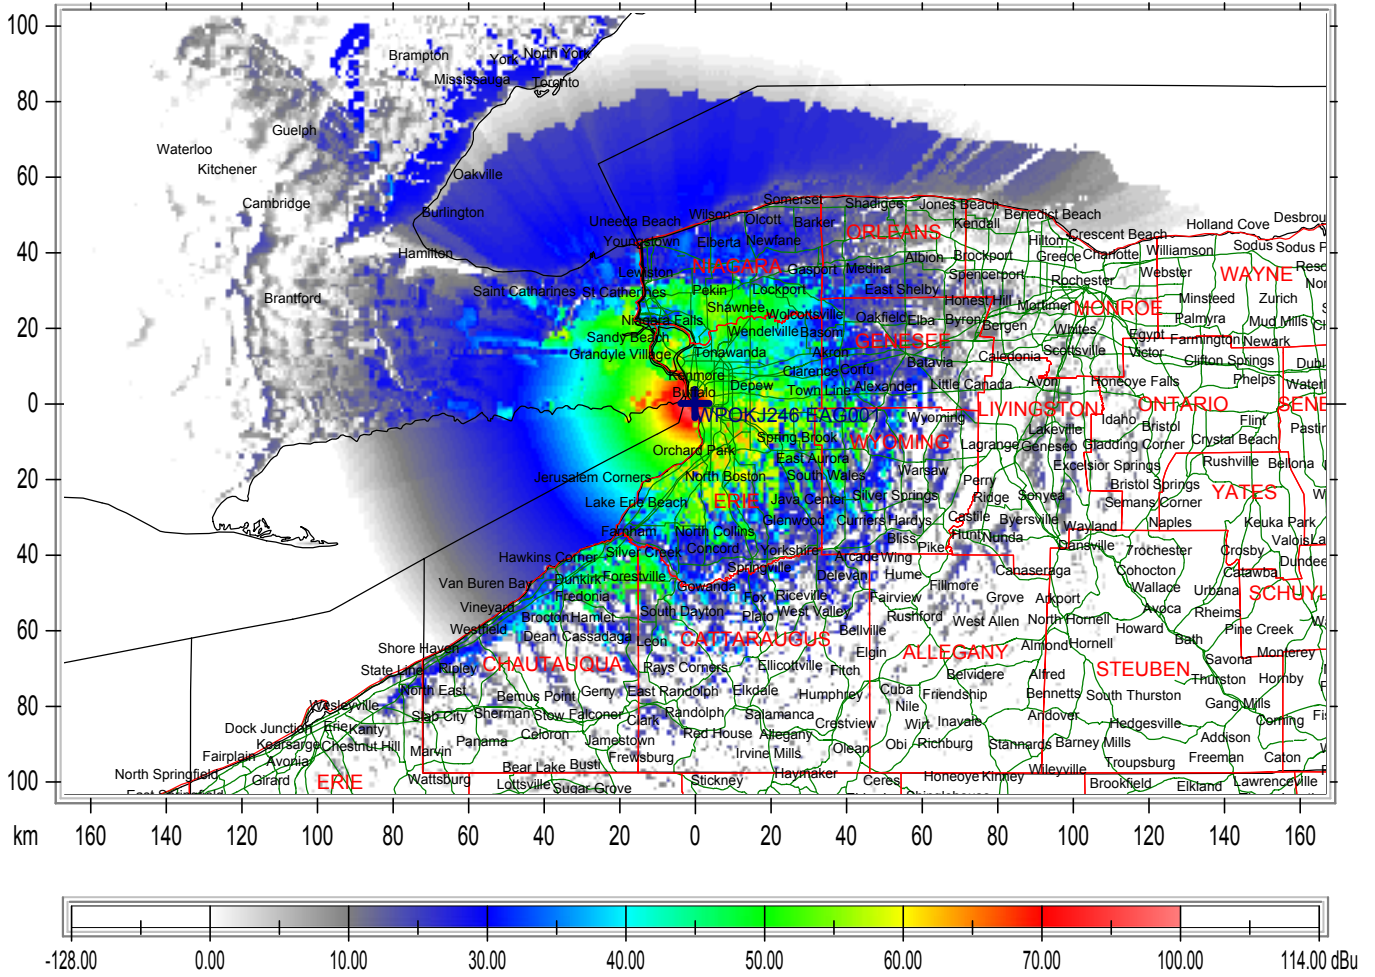 100
80
60
40
20
0
20
40
60
80
100
km
160 140 120 100 80 60 40 20 0 20 40 60 80 100 120 140 160
Brampton
York North York
Mississauga
Toronto
Guelph
Waterloo
Kitchener
Cambridge
Oakville
Burlington
Hamilton
Brantford
Saint Catharines St Catherines
Uneeda Beach
Youngstown
Lewiston
Wilson
Olcott
Somerset
Barker
Shadigee
Jones Beach
Kendall
Benedict Beach
Crescent Beach
Holland Cove
Elberta Newfane
ORLEANS
NIAGARA
Gasport Medina
Albion
Brockport
Hilton
Greece Charlotte
Williamson
Sodus
Spencerport
Webster
WAYNE
Pekin
Lockport
East Shelby
Rochester
Shawnee
Wolcottsville
Honest Hill
Mortimer
MONROE
Minsteed
Zurich
Niagara Falls
Wendelville
Basom
Oakfield
Elba
Byron
Bergen
Whites
Palmyra
Mud Mills
Sandy Beach
Egypt
Farmington
Newark
Grandyle Village
Tonawanda
Akron
GENESEE
Batavia
Caledonia
Scottsville
Victor
Clifton Springs
Kenmore
Clarence
Corfu
Buffalo
Depew
Town Line
Alexander
Little Canada
Avon
Honeoye Falls
Phelps
WPOKJ246 EAG001
Wyoming
LIVINGSTON
Idaho
ONTARIO
Bristol
Flint
Spring Brook
WYOMING
Lakeville
Orchard Park
East Aurora
Lagrange
Geneseo
Gladding Corner
Crystal Beach
Jerusalem Corners
North Boston
South Wales
Warsaw
Perry
Excelsior Springs
Rushville
Bellona
Bristol Springs
Lake Erie Beach
ERIE
Java Center
Silver Springs
Ridge
Sonyea
Semans Corner
YATES
Glenwood
Curriers
Hardys
Castile
Byersville
Wayland
Naples
Keuka Park
Farnham
North Collins
Bliss
Hunt
Nunda
Dansville
Hawkins Corner
Silver Creek
Concord
Yorkshire
Arcade
Wing
Pike
Crosby
Springville
Canaseraga
Cohocton
Catawba
Dundee
Van Buren Bay
Dunkirk
Forestville
Gowanda
Delevan
Hume
Fillmore
Wallace
Urbana
SCHUYL
Fredonia
Fox
Riceville
Fairview
Grove
Arkport
Avoca
Rheims
Vineyard
Brocton
Hamlet
South Dayton
Plato
West Valley
Rushford
West Allen
North Hornell
Howard
Pine Creek
Westfield
Dean
Cassadaga
Leon
CATTARAUGUS
Bellville
Almond
Hornell
Bath
Shore Haven
Elgin
ALLEGANY
Savona
Monterey
State Line
Ripley
CHAUTAUQUA
Rays Corners
Ellicottville
Fitch
Belvidere
Alfred
STEUBEN
Thurston
Hornby
North East
Bemus Point
Gerry
East Randolph
Elkdale
Humphrey
Cuba
Friendship
Bennetts
South Thurston
Wesleyville
Slab City
Sherman
Stow
Falconer
Clark
Randolph
Salamanca
Nile
Andover
Gang Mills
Dock Junction
Erie
Kanty
Celoron
Red House
Allegany
Crestview
Wirt
Inavale
Hedgesville
Corning
Kearsarge
Chestnut Hill
Panama
Jamestown
Olean
Obi
Richburg
Stannards
Barney Mills
Addison
Fairplain
Avonia
Marvin
Frewsburg
Irvine Mills
Troupsburg
Freeman
Caton
North Springfield
Girard
ERIE
Wattsburg
Bear Lake
Busti
Haymaker
Wileyville
Lottsville
Sugar Grove
Stickney
Ceres
Honeoye
Kinney
Brookfield
Elkland
Lawrenceville
-128.00 0.00 10.00 20.00 30.00 40.00 50.00 60.00 70.00 80.00 100.00 114.00 dBu